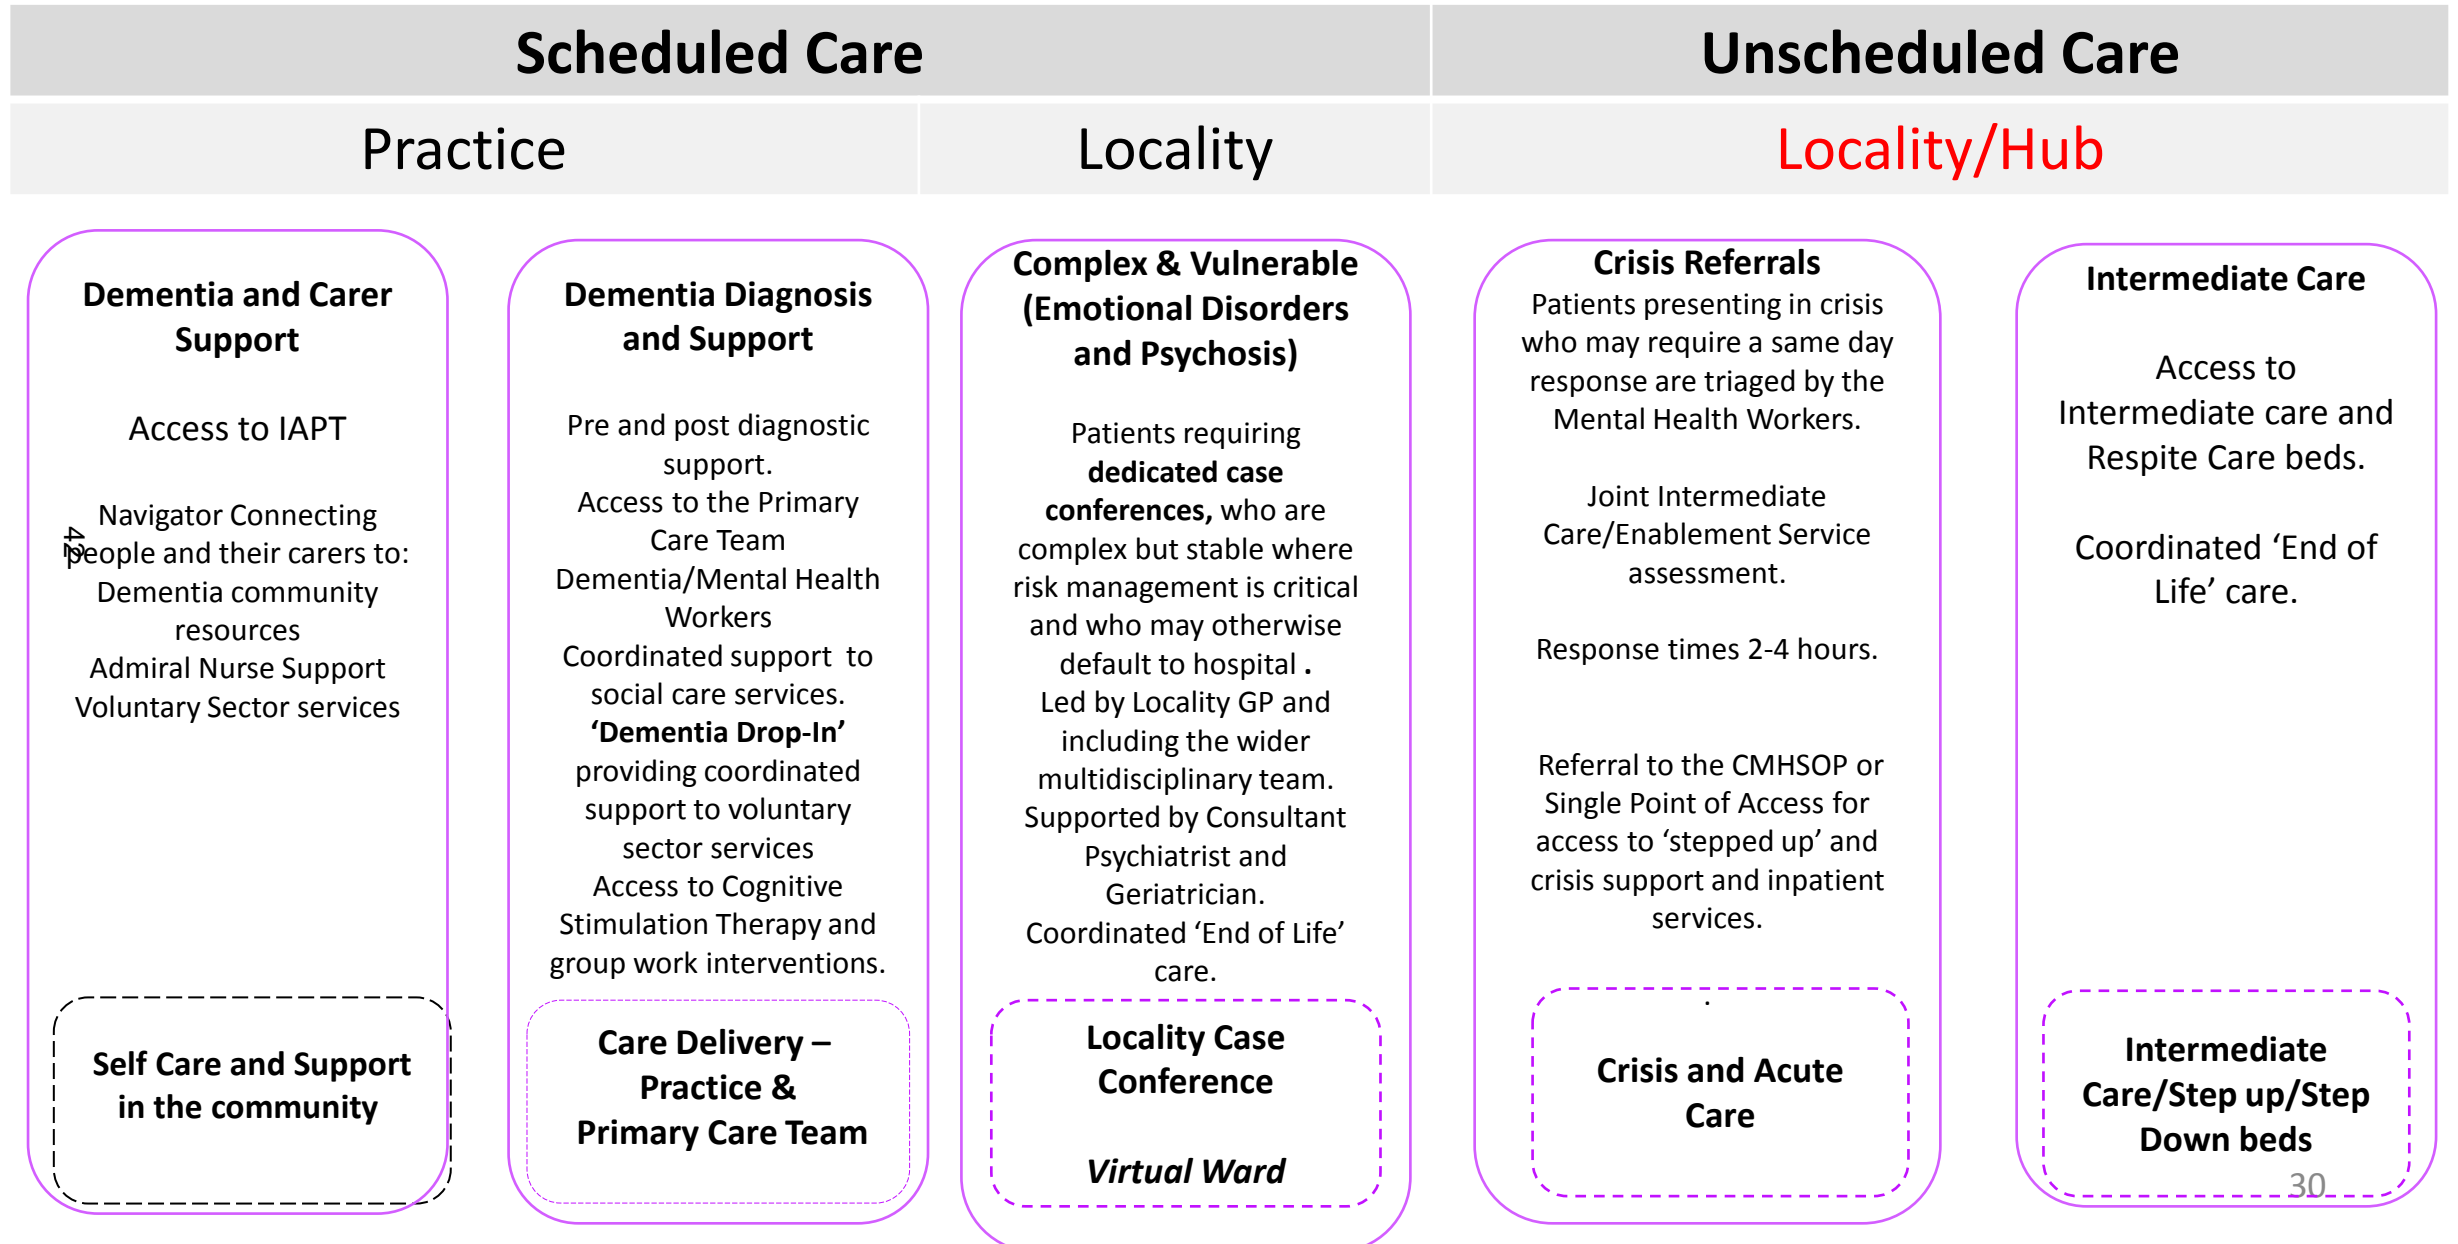 Scheduled Care
Unscheduled Care
Practice
Locality
Locality/Hub
Dementia and Carer
Support
Access to IAPT
Navigator Connecting
people and their carers to:
Dementia community
resources
Admiral Nurse Support
Voluntary Sector services
42
Self Care and Support
in the community
Dementia Diagnosis
and Support
Pre and post diagnostic
support.
Access to the Primary
Care Team
Dementia/Mental Health
Workers
Coordinated support to
social care services.
‘Dementia Drop-In’
providing coordinated
support to voluntary
sector services
Access to Cognitive
Stimulation Therapy and
group work interventions.
Care Delivery –
Practice &
Primary Care Team
Complex & Vulnerable
(Emotional Disorders
and Psychosis)
Patients requiring
dedicated case
conferences, who are
complex but stable where
risk management is critical
and who may otherwise
default to hospital .
Led by Locality GP and
including the wider
multidisciplinary team.
Supported by Consultant
Psychiatrist and
Geriatrician.
Coordinated ‘End of Life’
care.
Locality Case
Conference
Virtual Ward
Crisis Referrals
Patients presenting in crisis
who may require a same day
response are triaged by the
Mental Health Workers.
Joint Intermediate
Care/Enablement Service
assessment.
Response times 2-4 hours.
Referral to the CMHSOP or
Single Point of Access for
access to ‘stepped up’ and
crisis support and inpatient
services.
.
Crisis and Acute
Care
Intermediate Care
Access to
Intermediate care and
Respite Care beds.
Coordinated ‘End of
Life’ care.
Intermediate
Care/Step up/Step
Down beds
30